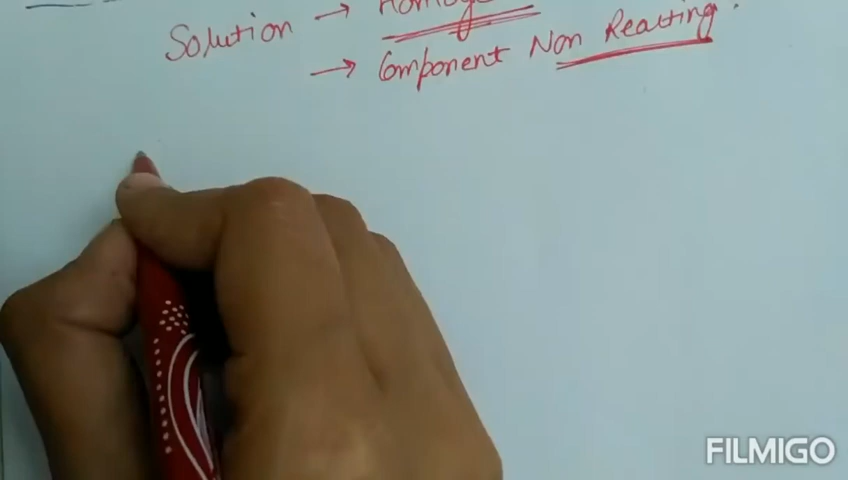 Solution →
→ Component Non Reacting.
FILMIGO